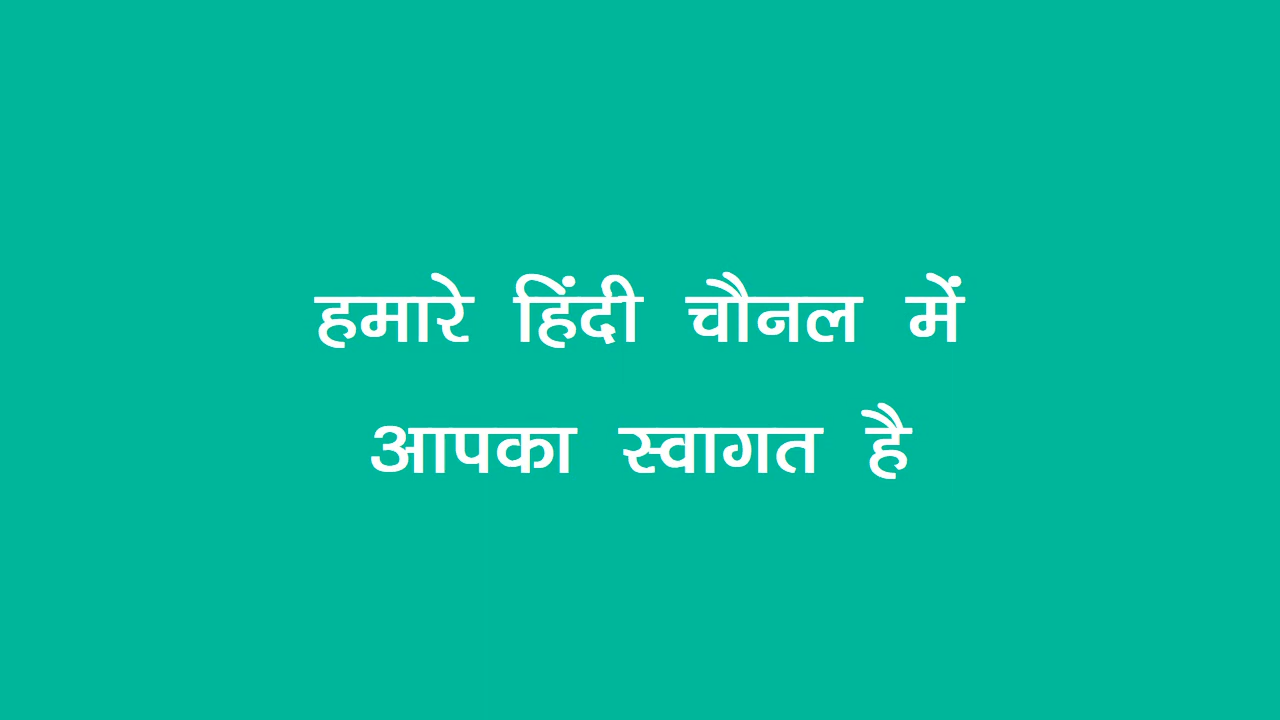 हमारे हिंदी चौनल में
आपका स्वागत है